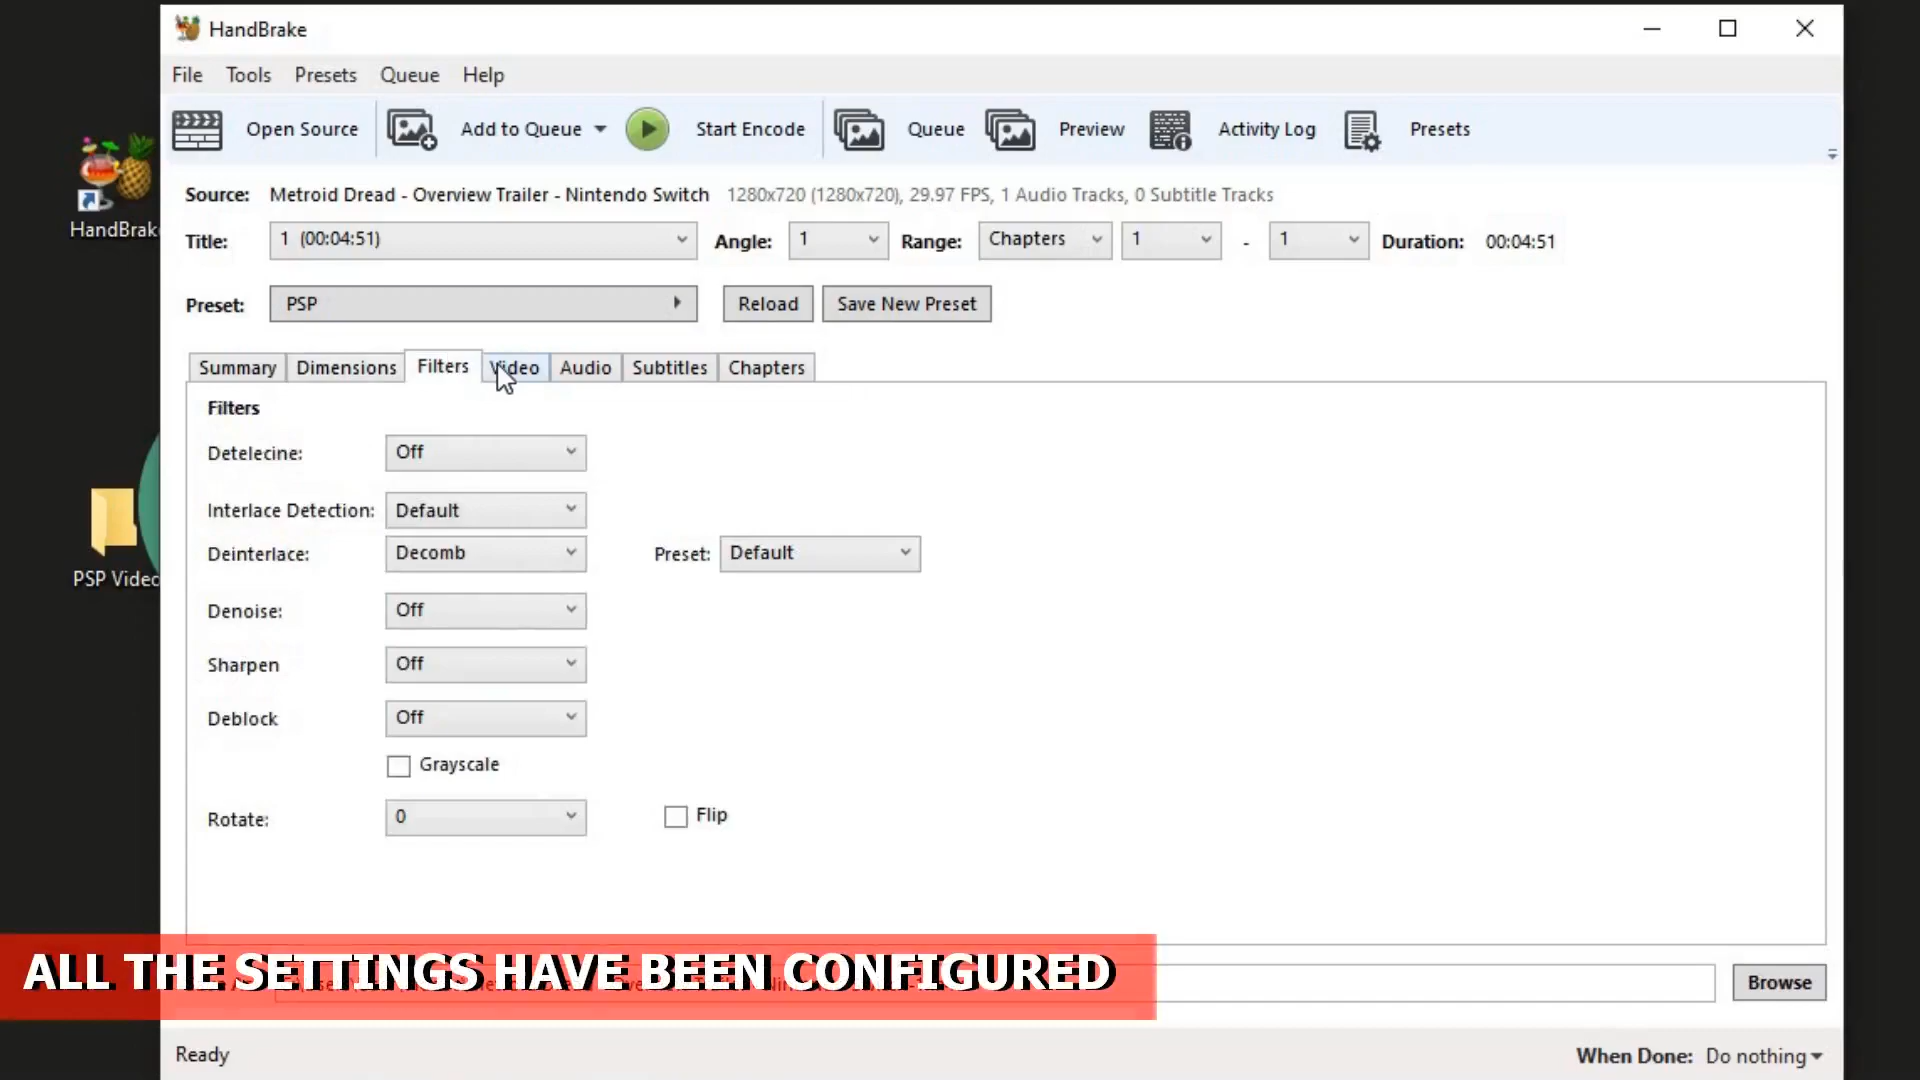 HandBrake
File Tools Presets Queue Help
Open Source Add to Queue Start Encode Queue Preview Activity Log Presets
Source: Metroid Dread - Overview Trailer - Nintendo Switch 1280x720 (1280x720), 29.97 FPS, 1 Audio Tracks, 0 Subtitle Tracks
HandBrak
Title: 1 (00:04:51) Angle: 1 Range: Chapters 1 - 1 Duration: 00:04:51
Preset: PSP Reload Save New Preset
Summary Dimensions Filters Video Audio Subtitles Chapters
Filters
Detelecine: Off
Interlace Detection: Default
Deinterlace: Decomb Preset: Default
PSP Video
Denoise: Off
Sharpen Off
Deblock Off
Grayscale
Rotate: 0 Flip
ALL THE SETTINGS HAVE BEEN CONFIGURED
Browse
Ready When Done: Do nothing